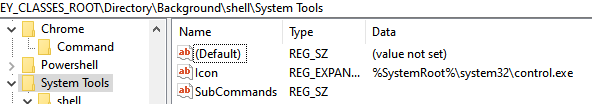 EY_CLASSES_ROOT\Directory\Background\shell\System Tools
Chrome
Command
Powershell
System Tools
shell
Name Type Data
(Default) REG_SZ (value not set)
Icon REG_EXPAN... %SystemRoot%\system32\control.exe
SubCommands REG_SZ